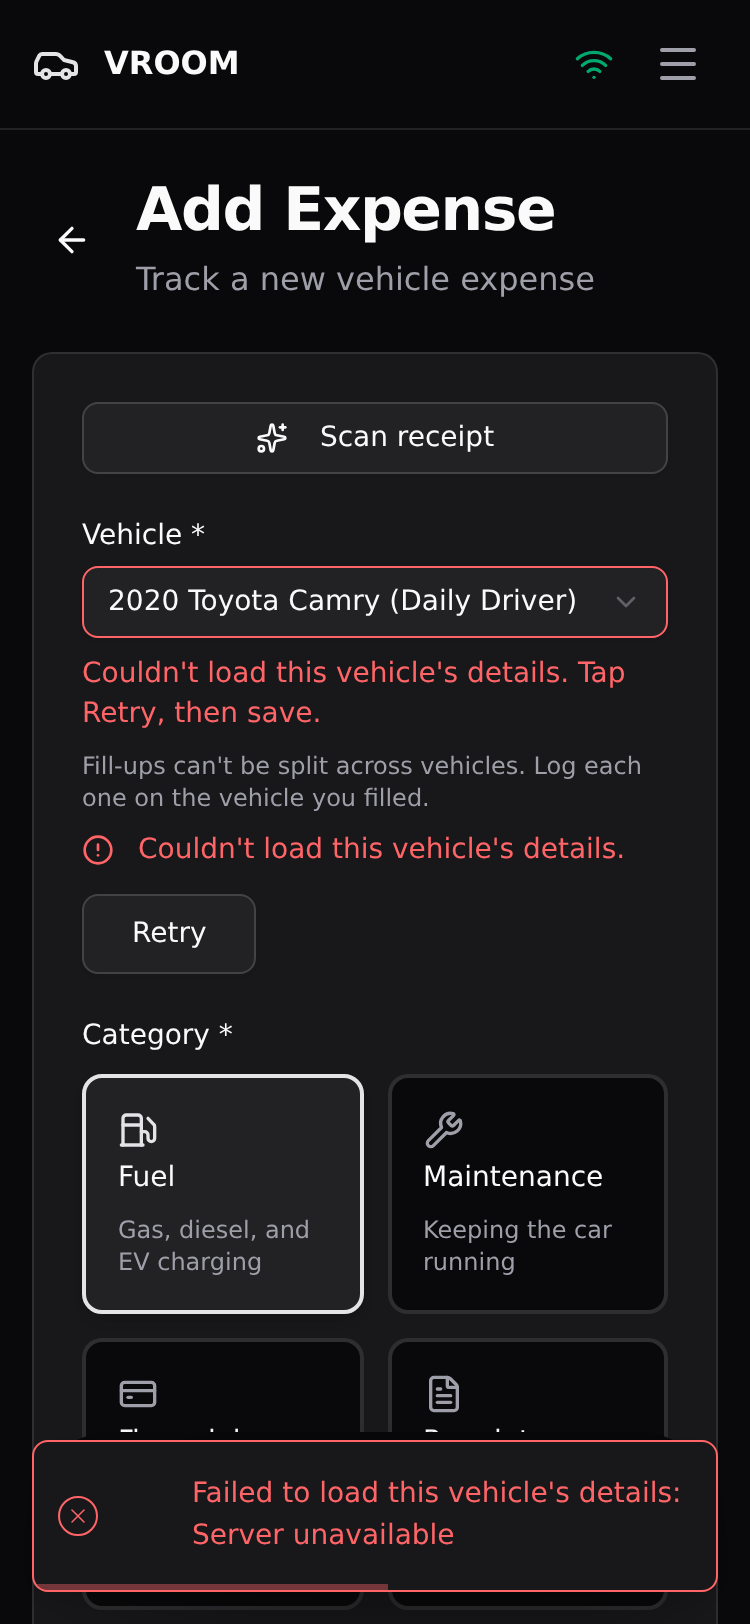 VROOM
Add Expense
Track a new vehicle expense
Scan receipt
Vehicle *
2020 Toyota Camry (Daily Driver)
Couldn't load this vehicle's details. Tap
Retry, then save.
Fill-ups can't be split across vehicles. Log each
one on the vehicle you filled.
Couldn't load this vehicle's details.
Retry
Category *
Fuel
Gas, diesel, and
EV charging
Maintenance
Keeping the car
running
Failed to load this vehicle's details:
Server unavailable